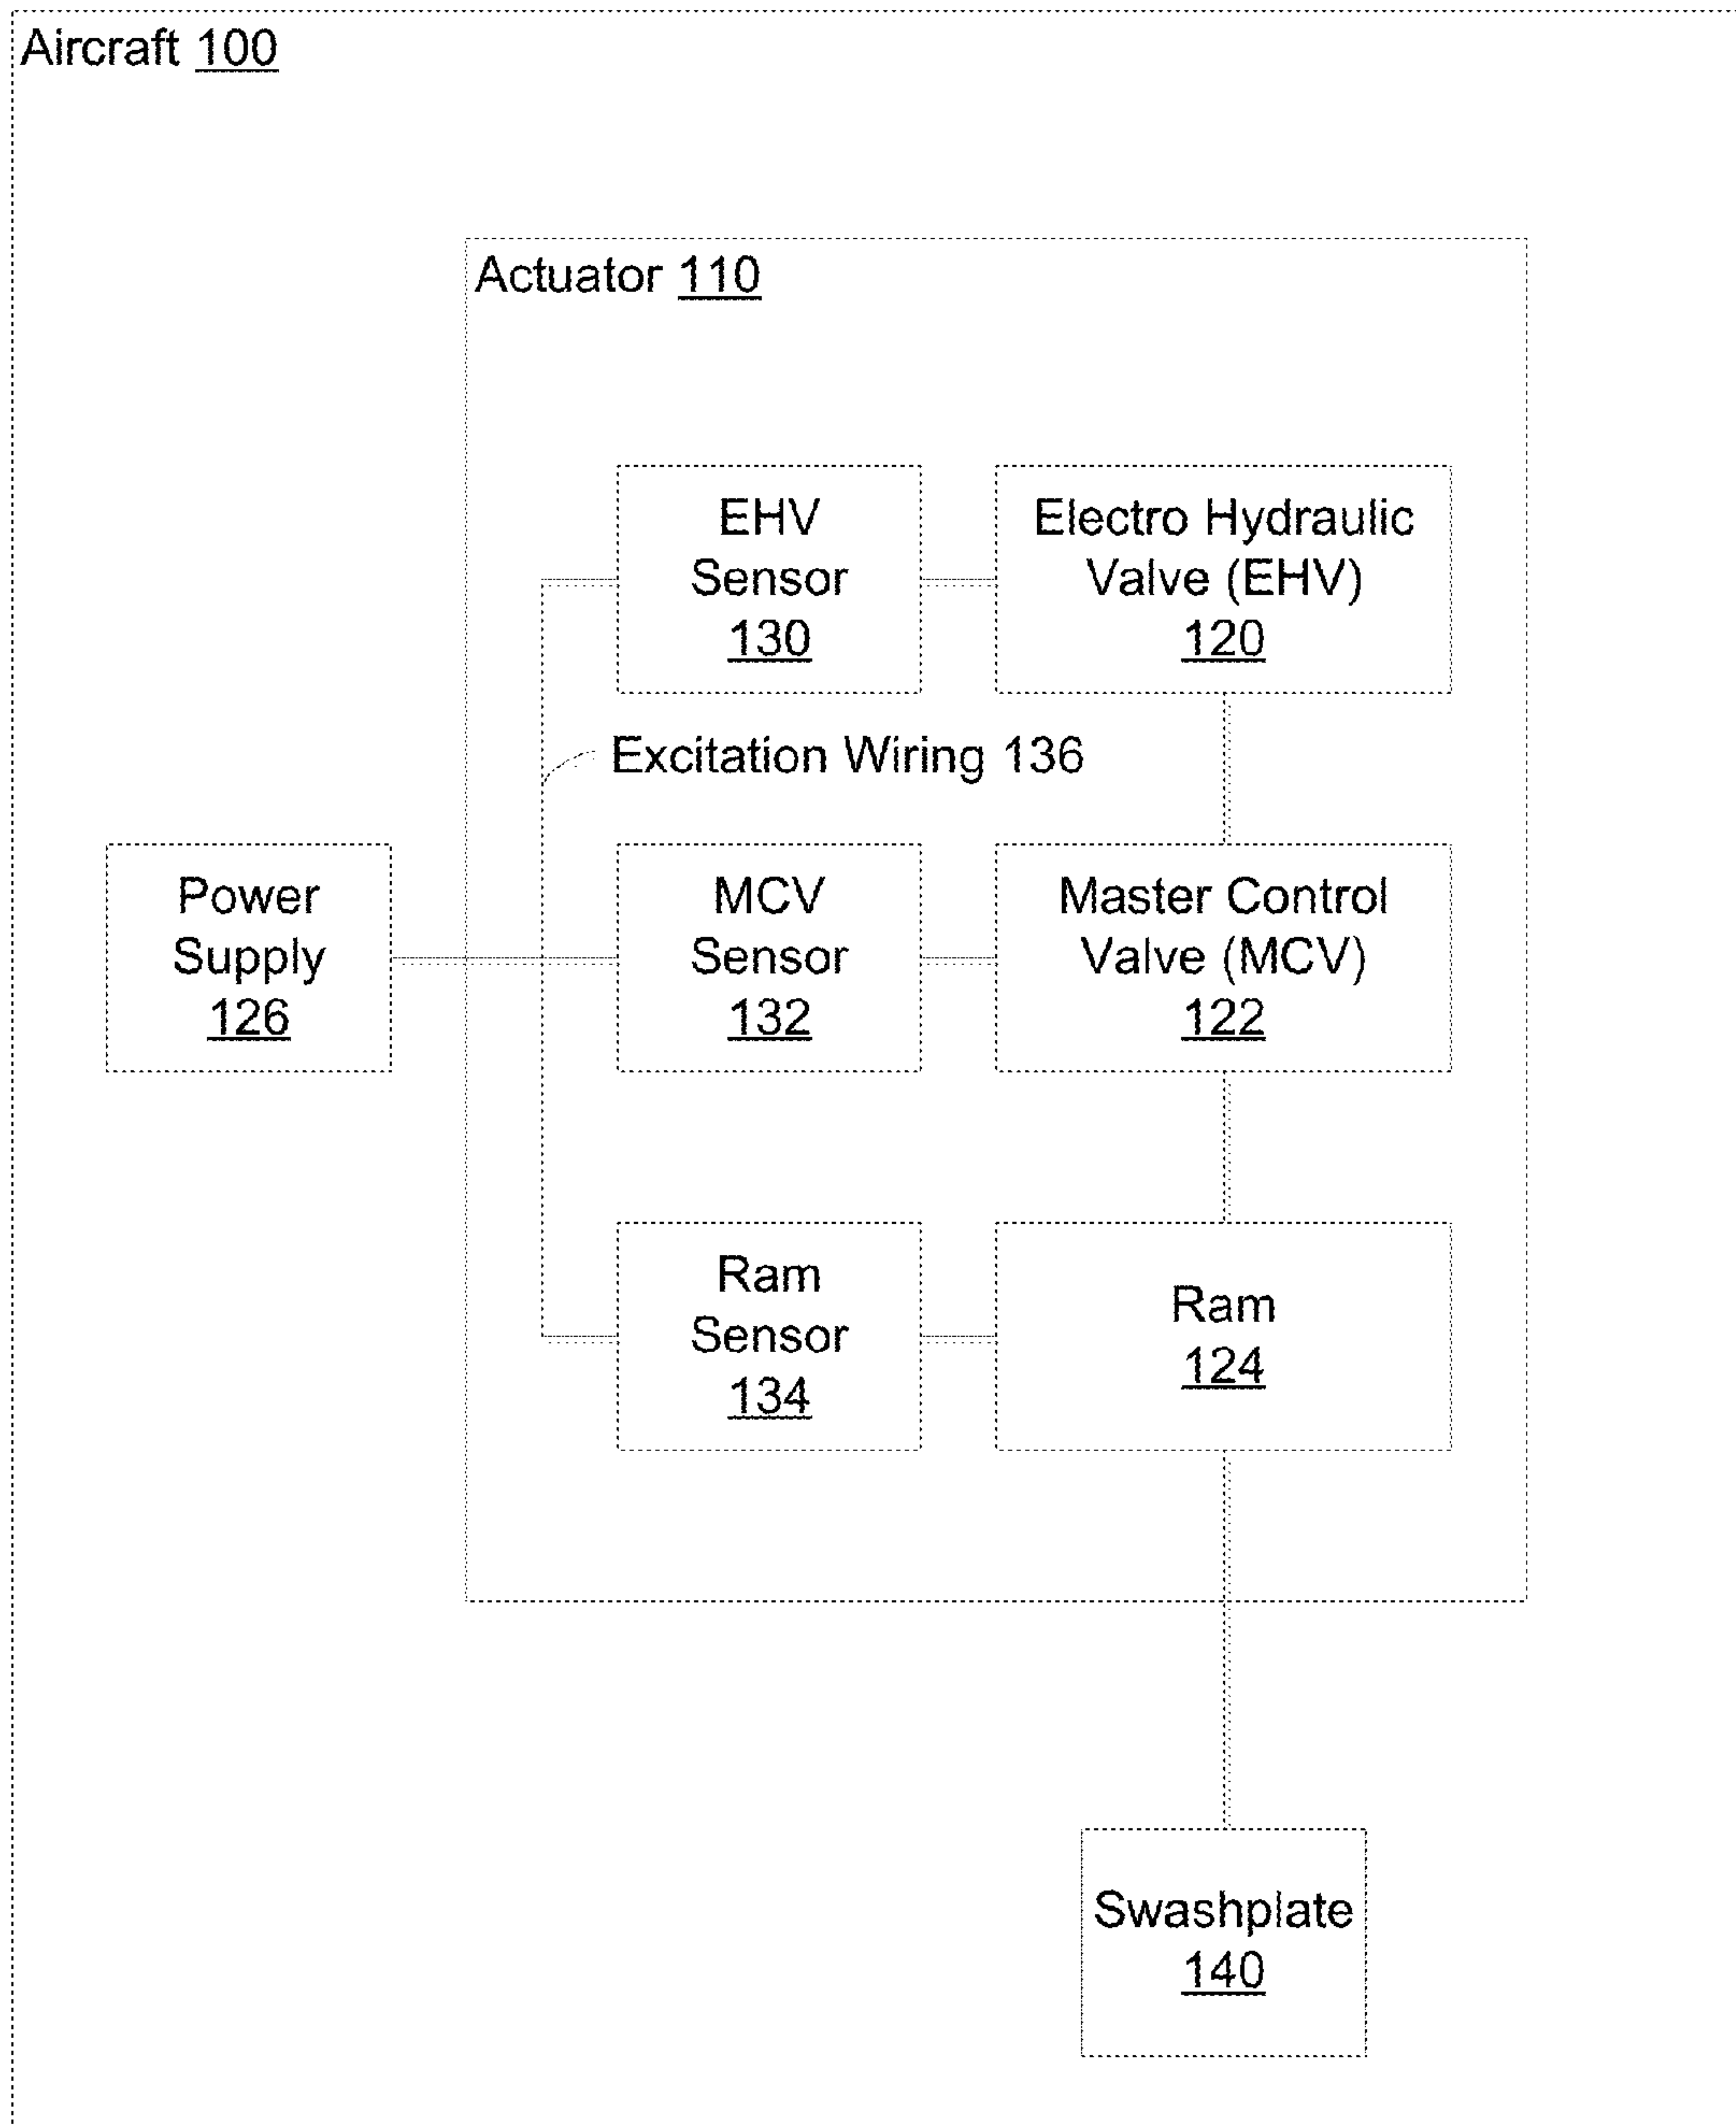 Aircraft 100
Actuator 110
EHV
Sensor
130
Electro Hydraulic
Valve (EHV)
120
Excitation Wiring 136
Power
Supply
126
MCV
Sensor
132
Master Control
Valve (MCV)
122
Ram
Sensor
134
Ram
124
Swashplate
140